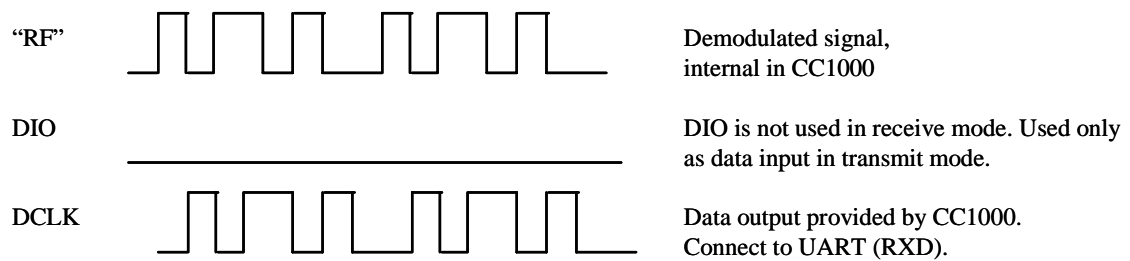 “RF”
Demodulated signal,
internal in CC1000
DIO
DIO is not used in receive mode. Used only
as data input in transmit mode.
DCLK
Data output provided by CC1000.
Connect to UART (RXD).